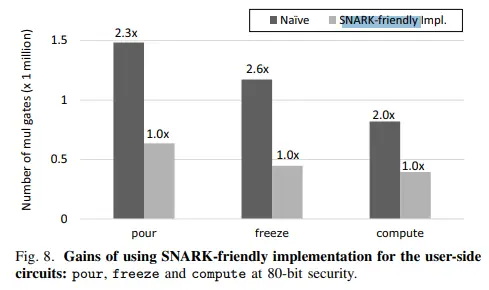 Naïve SNARK-friendly Impl.
Number of mul gates (x 1 million)
1.5
1
0.5
0
2.3x
1.0x
2.6x
1.0x
2.0x
1.0x
pour freeze compute
Fig. 8. Gains of using SNARK-friendly implementation for the user-side
circuits: pour, freeze and compute at 80-bit security.